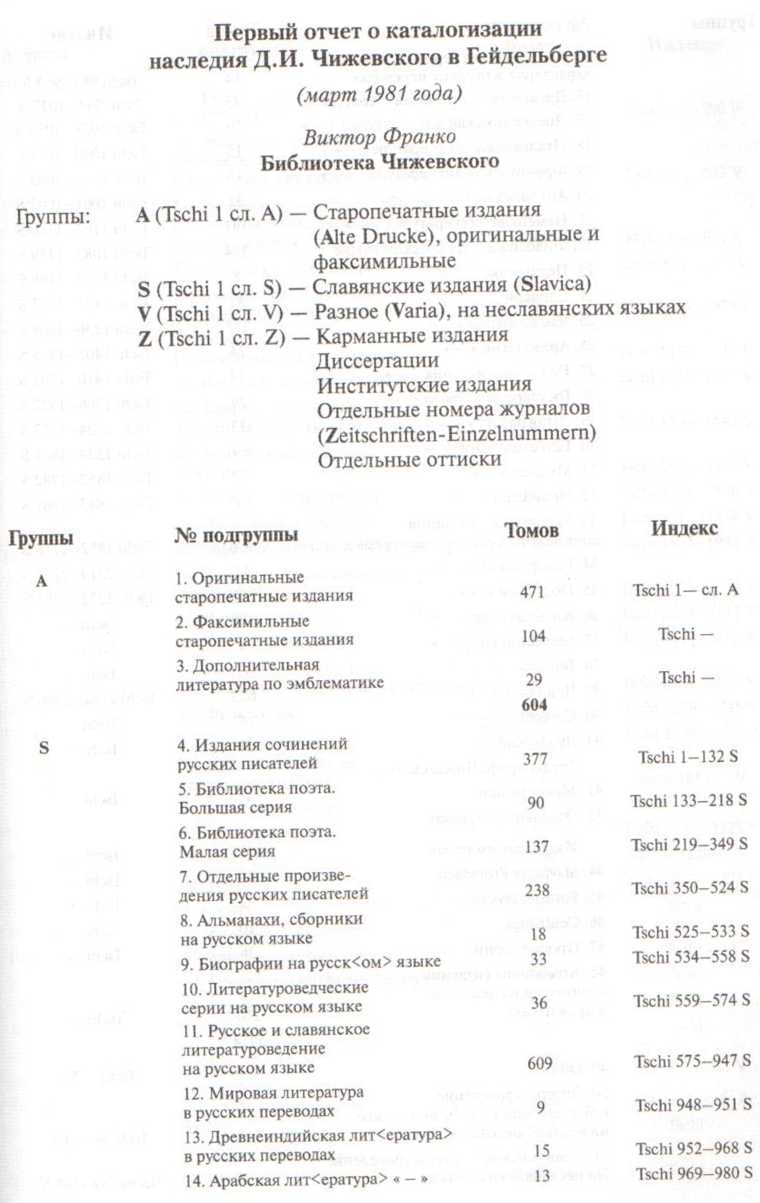 Первый отчет о каталогизации
наследия Д.И. Чижевского в Гейдельберге
(март 1981 года)
Виктор Франко
Библиотека Чижевского
Группы: А (Tschi 1 сл. А) — Старопечатные издания
(Alte Drucke), оригинальные и
факсимильные
S (Tschi 1 сл. S) — Славянские издания (Slavica)
V (Tschi 1 сл. V) — Разное (Varia), на неславянских языках
Z (Tschi 1 сл. Z) — Карманные издания
Диссертации
Институтские издания
Отдельные номера журналов
(Zeitschriften-Einzelnummern)
Отдельные оттиски
Группы № подгруппы Томов Индекс
А 1. Оригинальные
старопечатные издания 471 Tschi 1— сл. А
2. Факсимильные
старопечатные издания 104 Tschi —
3. Дополнительная
литература по эмблематике 29 Tschi —
604
S 4. Издания сочинений
русских писателей 377 Tschi 1–132 S
5. Библиотека поэта.
Большая серия 90 Tschi 133–218 S
6. Библиотека поэта.
Малая серия 137 Tschi 219–349 S
7. Отдельные произве-
дения русских писателей 238 Tschi 350–524 S
8. Альманахи, сборники
на русском языке 18 Tschi 525–533 S
9. Биографии на русск<ом> языке 33 Tschi 534–558 S
10. Литературоведческие
серии на русском языке 36 Tschi 559–574 S
11. Русское и славянское
литературоведение
на русском языке 609 Tschi 575–947 S
12. Мировая литература
в русских переводах 9 Tschi 948–951 S
13. Древнеиндийская лит<ература>
в русских переводах 15 Tschi 952–968 S
14. Арабская лит<ература> « – » 13 Tschi 969–980 S